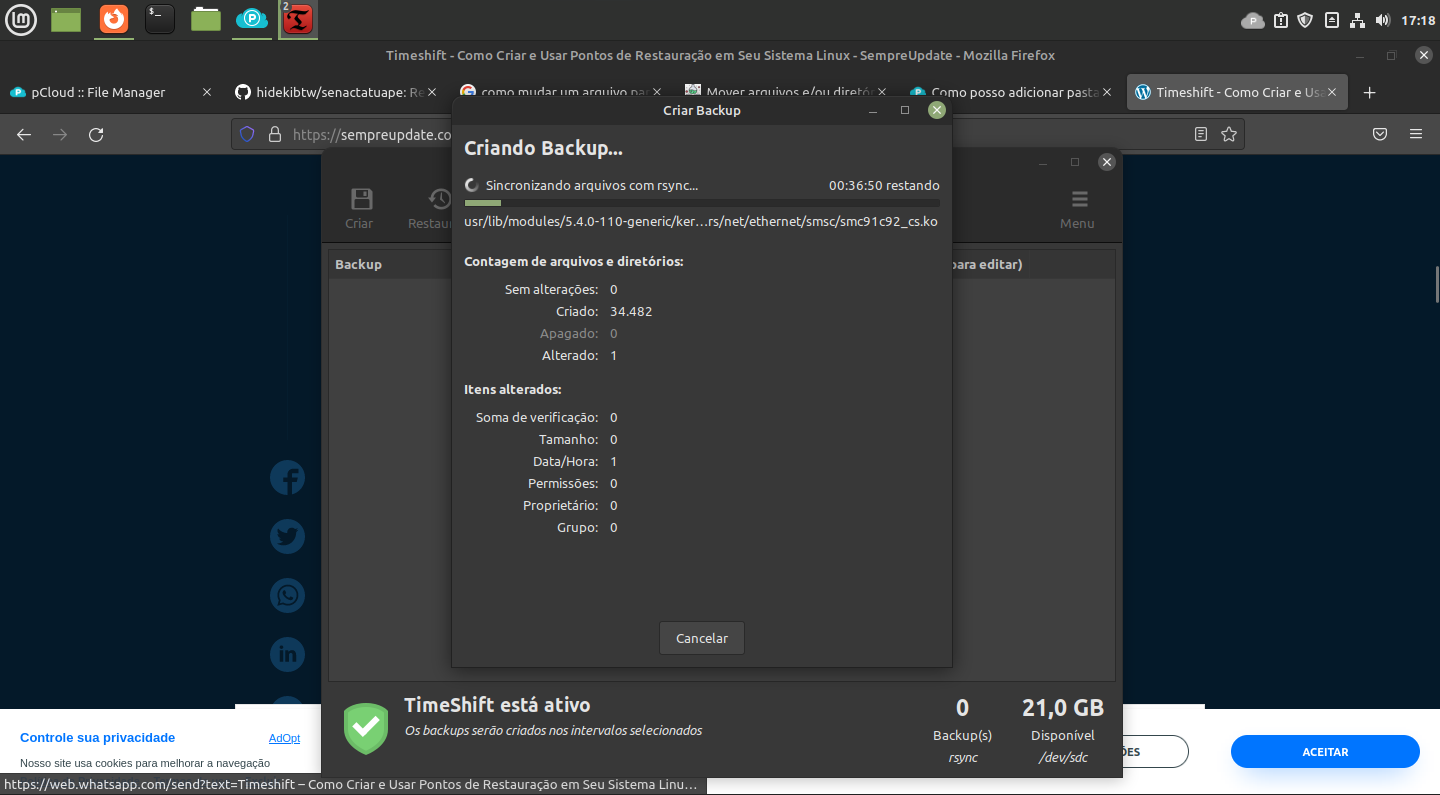 2
P
17:18
Timeshift - Como Criar e Usar Pontos de Restauração em Seu Sistema Linux - SempreUpdate - Mozilla Firefox
pCloud :: File Manager
hidekibtw/senactatuape: Re
como mudar um arquivo par
Mover arquivos e/ou diretór
Como posso adicionar pasta
Timeshift - Como Criar e Usa
https://sempreupdate.co
Criar Backup
Criando Backup...
Sincronizando arquivos com rsync...
00:36:50 restando
usr/lib/modules/5.4.0-110-generic/ker...rs/net/ethernet/smsc/smc91c92_cs.ko
Criar
Restau
Menu
Backup
para editar)
Contagem de arquivos e diretórios:
Sem alterações: 0
Criado: 34.482
Apagado: 0
Alterado: 1
Itens alterados:
Soma de verificação: 0
Tamanho: 0
Data/Hora: 1
Permissões: 0
Proprietário: 0
Grupo: 0
Cancelar
TimeShift está ativo
Os backups serão criados nos intervalos selecionados
0
Backup(s)
rsync
21,0 GB
Disponível
/dev/sdc
Controle sua privacidade
AdOpt
Nosso site usa cookies para melhorar a navegação
ÕES
ACEITAR
https://web.whatsapp.com/send?text=Timeshift – Como Criar e Usar Pontos de Restauração em Seu Sistema Linu...